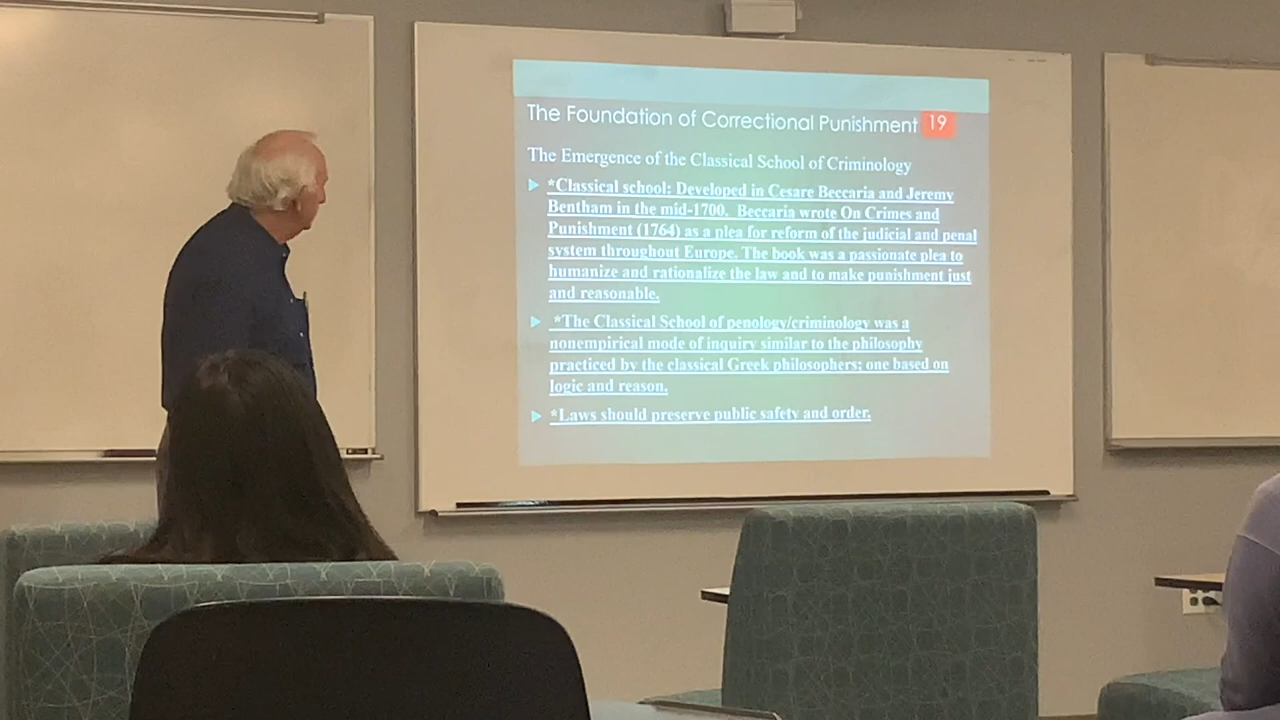 The Foundation of Correctional Punishment 19
The Emergence of the Classical School of Criminology
*Classical school: Developed in Cesare Beccaria and Jeremy
Bentham in the mid-1700. Beccaria wrote On Crimes and
Punishment (1764) as a plea for reform of the judicial and penal
system throughout Europe. The book was a passionate plea to
humanize and rationalize the law and to make punishment just
and reasonable.
*The Classical School of penology/criminology was a
nonempirical mode of inquiry similar to the philosophy
practiced by the classical Greek philosophers; one based on
logic and reason.
*Laws should preserve public safety and order.